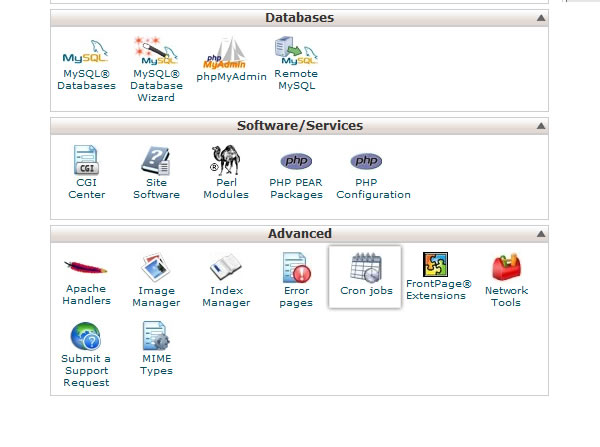 Databases
MySQL
MySQL
php
MyAdmin
MySQL
MySQL®
Databases
MySQL®
Database
Wizard
phpMyAdmin
Remote
MySQL
Software/Services
CGI
®
php
php
CGI
Center
Site
Software
Perl
Modules
PHP PEAR
Packages
PHP
Configuration
Advanced
Apache
Handlers
Image
Manager
Index
Manager
Error
pages
Cron jobs
FrontPage®
Extensions
Network
Tools
Submit a
Support
Request
MIME
Types